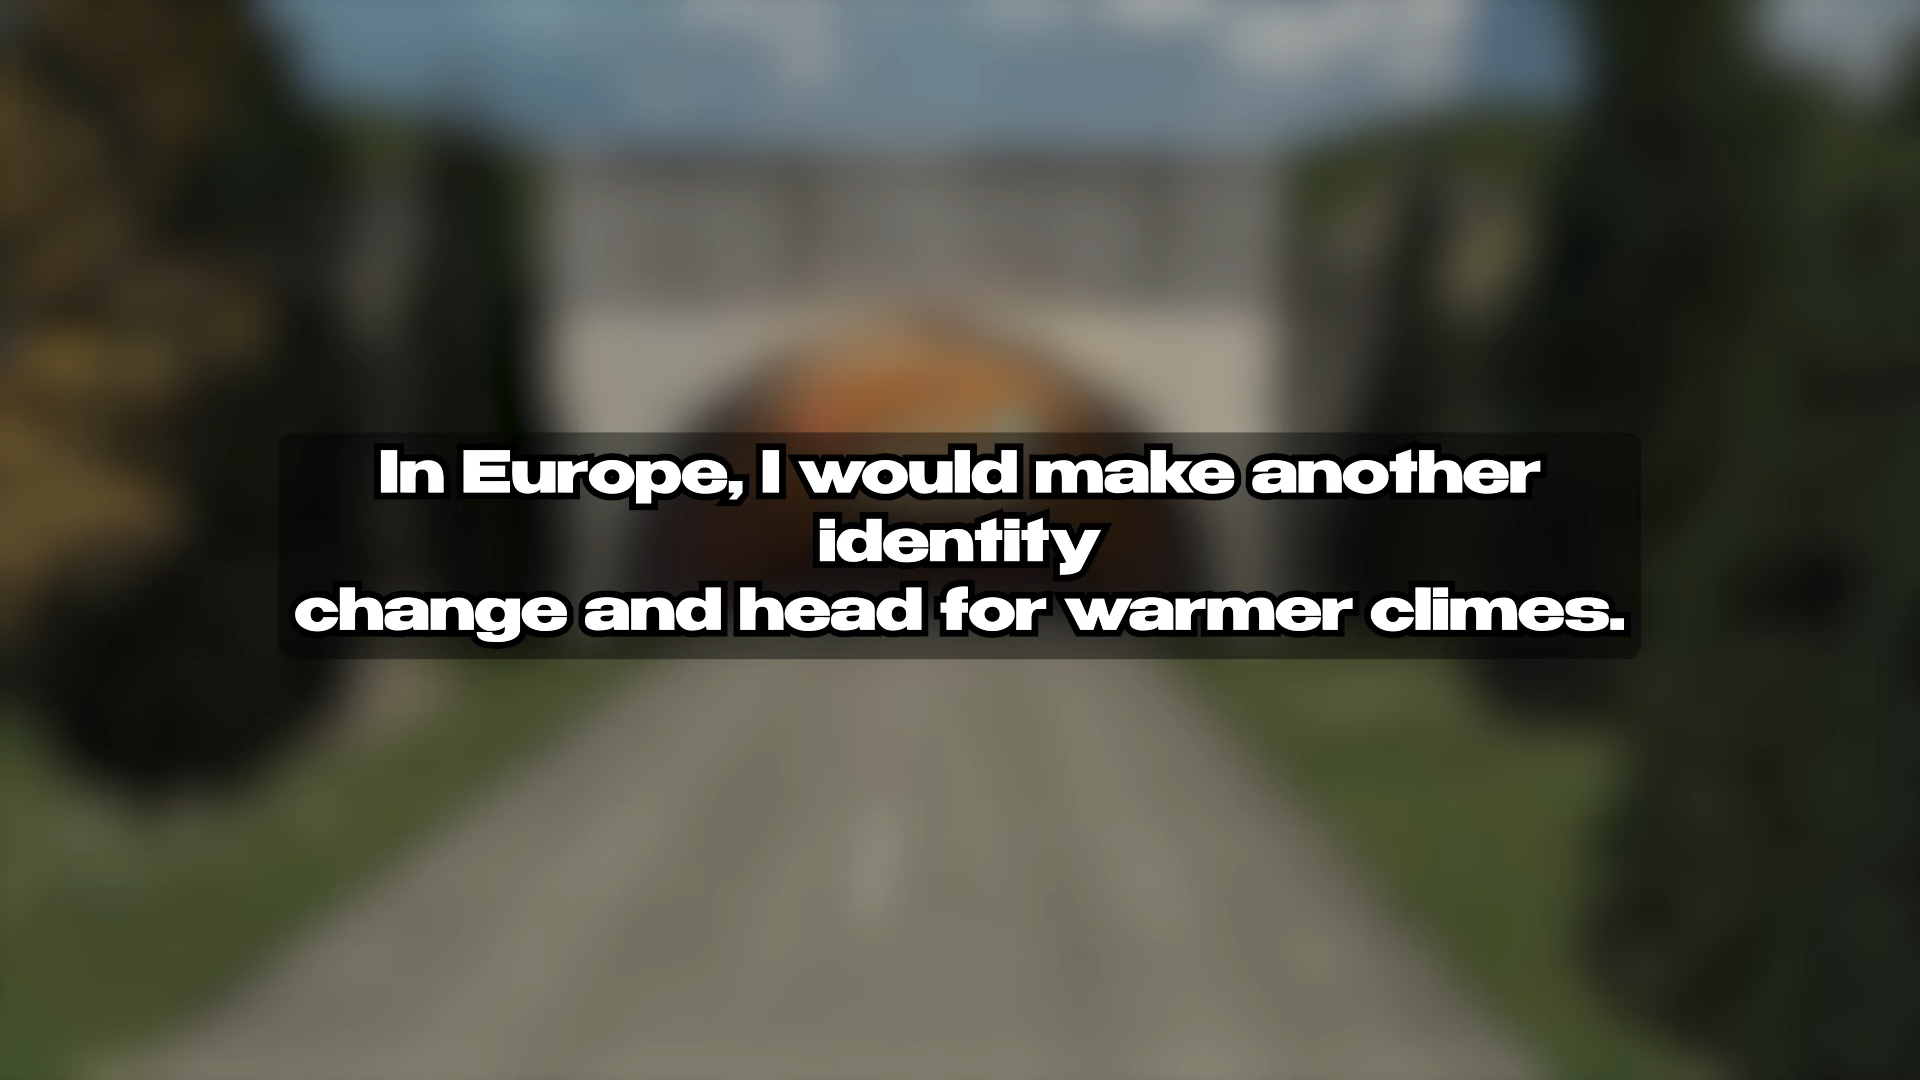 In Europe, I would make another
identity
change and head for warmer climes.